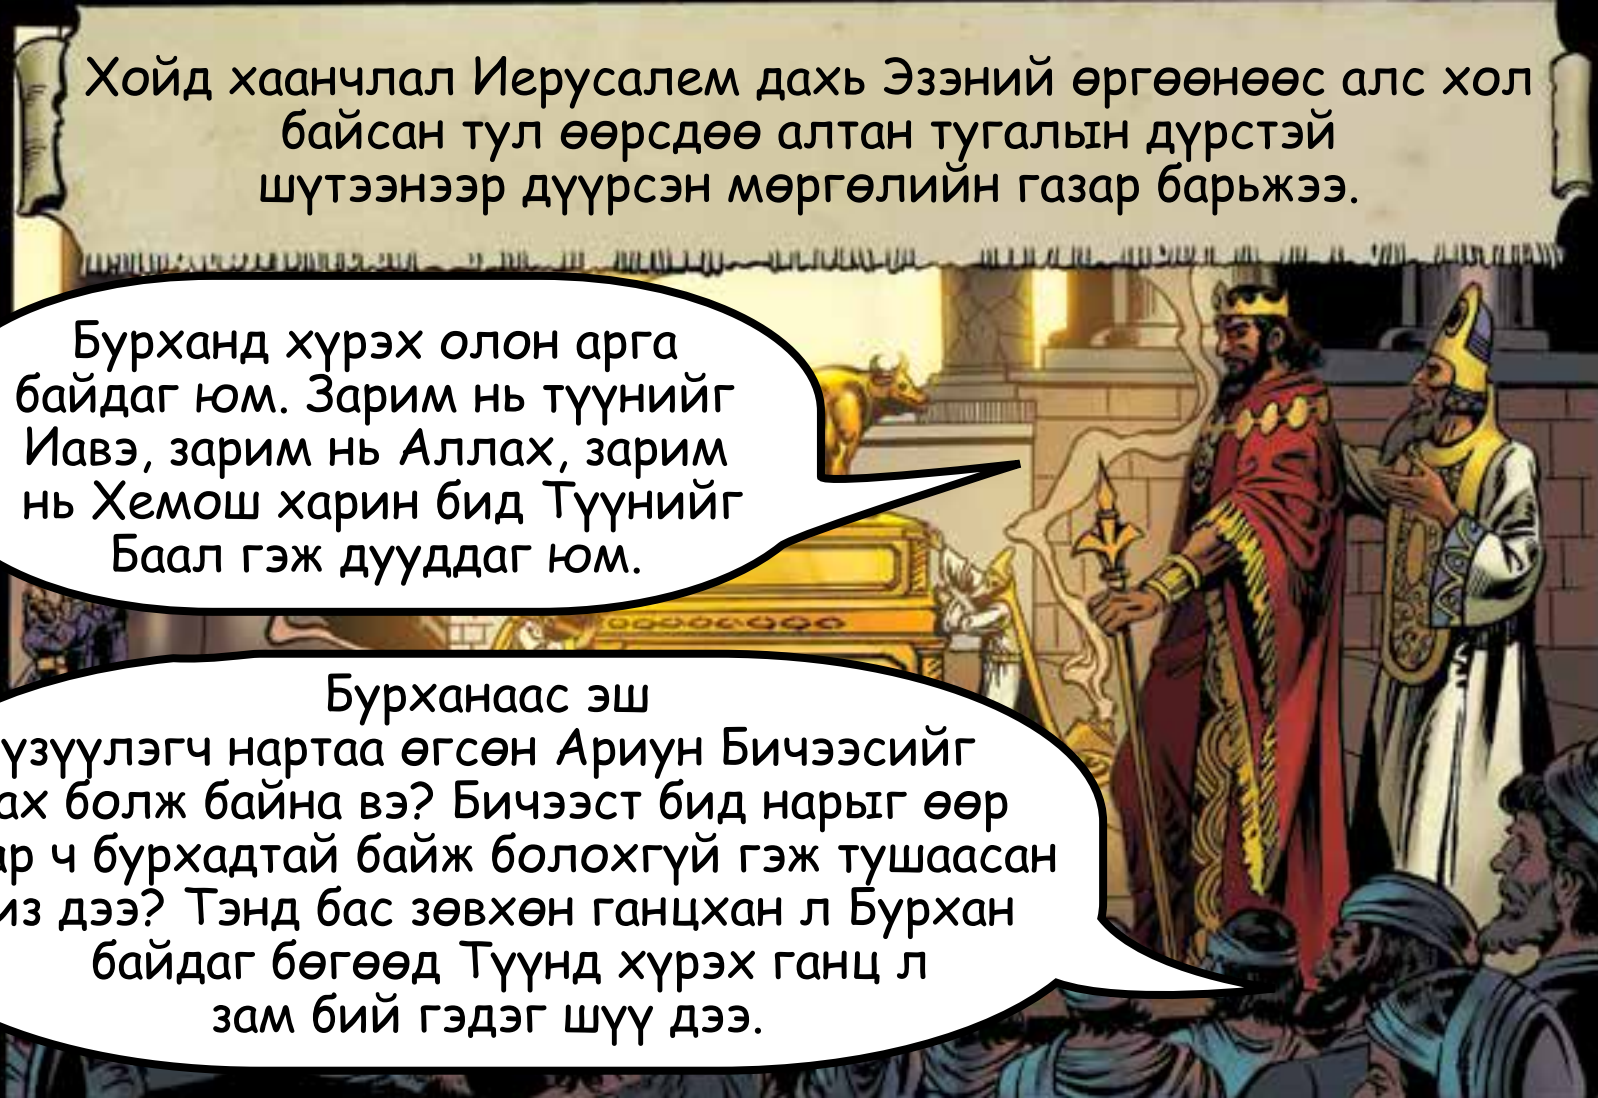 Хойд хаанчлал Иерусалем дахь Эзэний өргөөнөөс алс хол
байсан тул өөрсдөө алтан тугалын дүрстэй
шүтээнээр дүүрсэн мөргөлийн газар барьжээ.
Бурханд хүрэх олон арга
байдаг юм. Зарим нь түүнийг
Иавэ, зарим нь Аллах, зарим
нь Хемош харин бид Түүнийг
Баал гэж дууддаг юм.
Бурханаас эш
үзүүлэгч нартаа өгсөн Ариун Бичээсийг
болж байна вэ? Бичээст бид нарыг өөр
ч бурхадтай байж болохгүй гэж тушаасан
дээ? Тэнд бас зөвхөн ганцхан л Бурхан
байдаг бөгөөд Түүнд хүрэх ганц л
зам бий гэдэг шүү дээ.